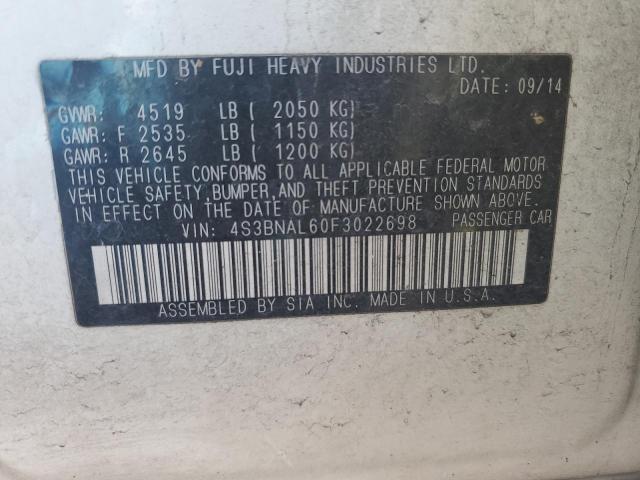 MFD BY FUJI HEAVY INDUSTRIES LTD.
DATE: 09/14
GVWR: 4519 LB ( 2050 KG)
GAWR: F 2535 LB ( 1150 KG)
GAWR: R 2645 LB ( 1200 KG)
THIS VEHICLE CONFORMS TO ALL APPLICABLE FEDERAL MOTOR
VEHICLE SAFETY, BUMPER, AND THEFT PREVENTION STANDARDS
IN EFFECT ON THE DATE OF MANUFACTURE SHOWN ABOVE.
VIN: 4S3BNAL60F3022698 PASSENGER CAR
ASSEMBLED BY SIA INC. MADE IN U.S.A.